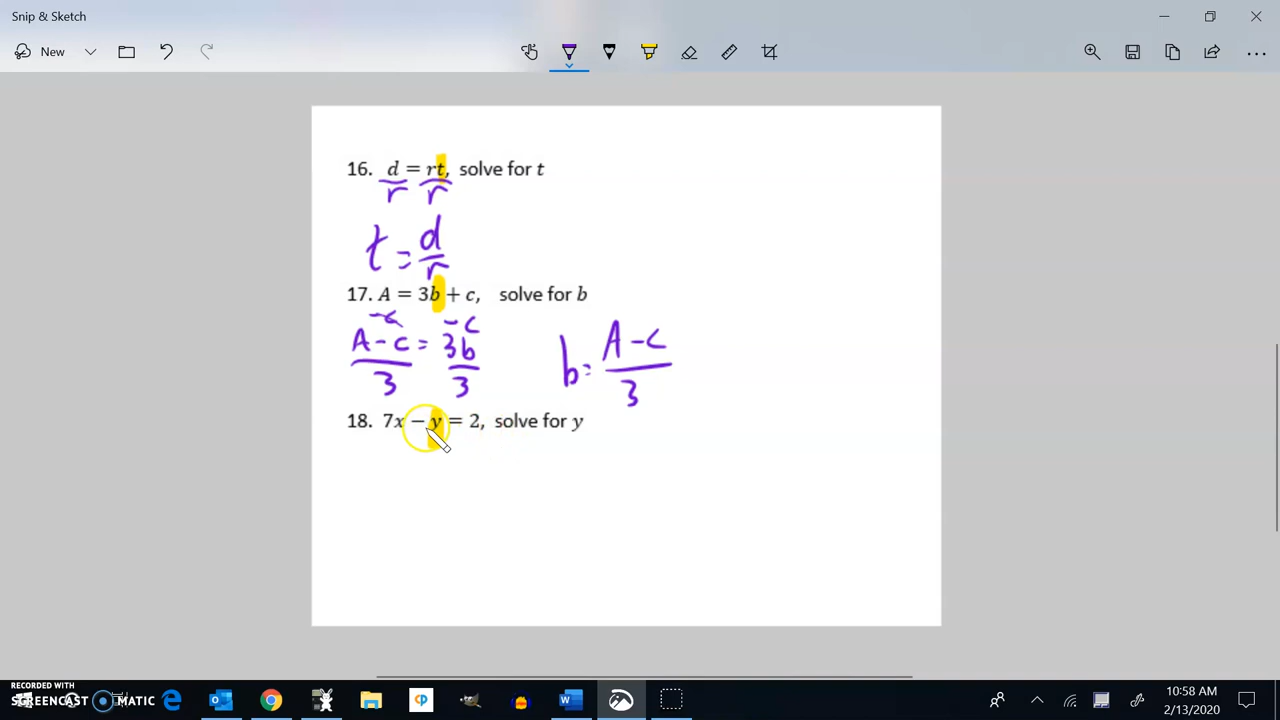 Snip & Sketch
New
16. d = rt, solve for t
r r
t = d/r
17. A = 3b + c, solve for b
-c -c
A - c = 3b
3 3
b = A - c / 3
18. 7x − y = 2, solve for y
RECORDED WITH
SCREENCAST MATIC
10:58 AM
2/13/2020